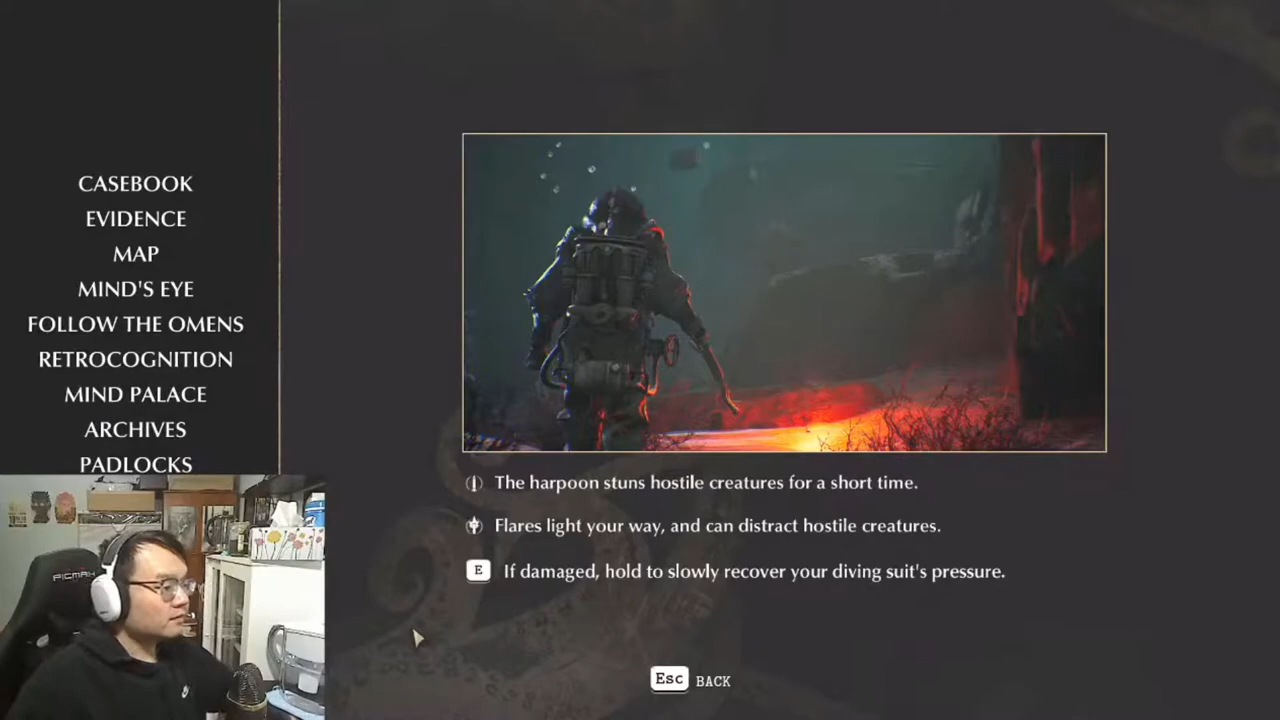 CASEBOOK
EVIDENCE
MAP
MIND'S EYE
FOLLOW THE OMENS
RETROCOGNITION
MIND PALACE
ARCHIVES
PADLOCKS
The harpoon stuns hostile creatures for a short time.
Flares light your way, and can distract hostile creatures.
E If damaged, hold to slowly recover your diving suit's pressure.
Esc BACK